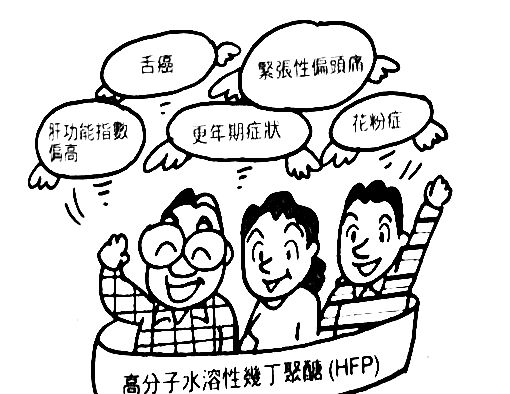 舌癌
緊張性偏頭痛
肝功能指數
偏高
更年期症狀
花粉症
高分子水溶性幾丁聚醣(HFP)